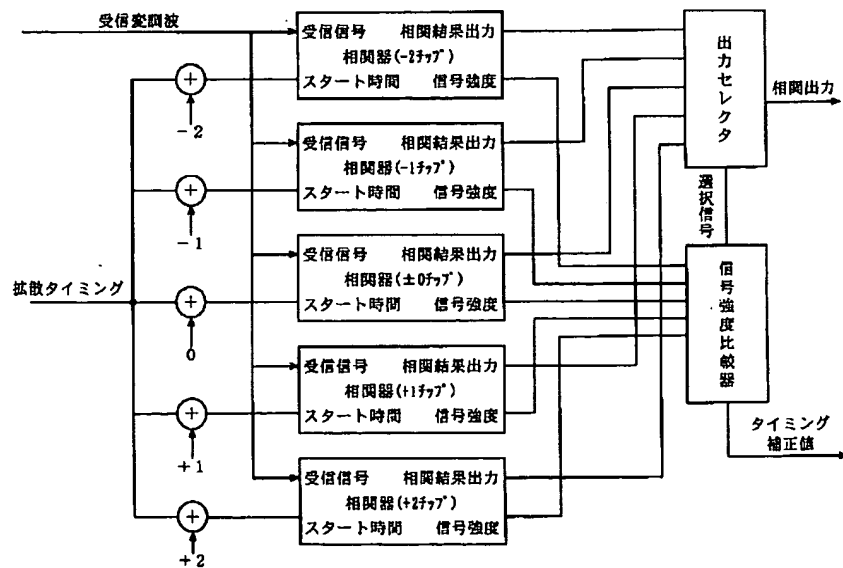 受信変調波
受信信号 相関結果出力
相関器(-2チップ)
スタート時間 信号強度
-2
受信信号 相関結果出力
相関器(-1チップ)
スタート時間 信号強度
-1
受信信号 相関結果出力
相関器(±0チップ)
スタート時間 信号強度
拡散タイミング
0
受信信号 相関結果出力
相関器(+1チップ)
スタート時間 信号強度
+1
受信信号 相関結果出力
相関器(+2チップ)
スタート時間 信号強度
+2
出力セレクタ
相関出力
選択信号
信号強度比較器
タイミング
補正値